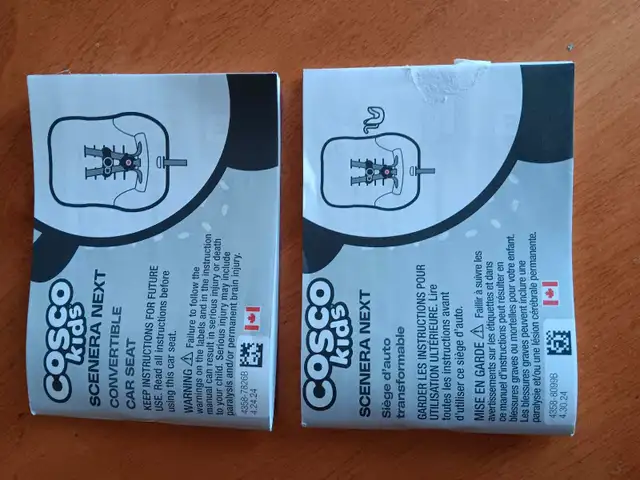 COSCO
kids
SCENERA NEXT
CONVERTIBLE
CAR SEAT
KEEP INSTRUCTIONS FOR FUTURE
USE. Read all instructions before
using this car seat.
WARNING Failure to follow the
warnings on the labels and in the instruction
manual can result in serious injury or death
to your child. Serious injury may include
paralysis and/or permanent brain injury.
4358-7926B
4.24.24
COSCO
kids
SCENERA NEXT
Siège d'auto
transformable
GARDER LES INSTRUCTIONS POUR
UTILISATION ULTÉRIEURE. Lire
toutes les instructions avant
d'utiliser ce siège d'auto.
MISE EN GARDE Faillir à suivre les
avertissements sur les étiquettes et dans
ce manuel d'instructions peut résulter en
blessures graves ou mortelles pour votre enfant.
Les blessures graves peuvent inclure une
paralysie et/ou une lésion cérébrale permanente.
4358-8099B
4.30.24